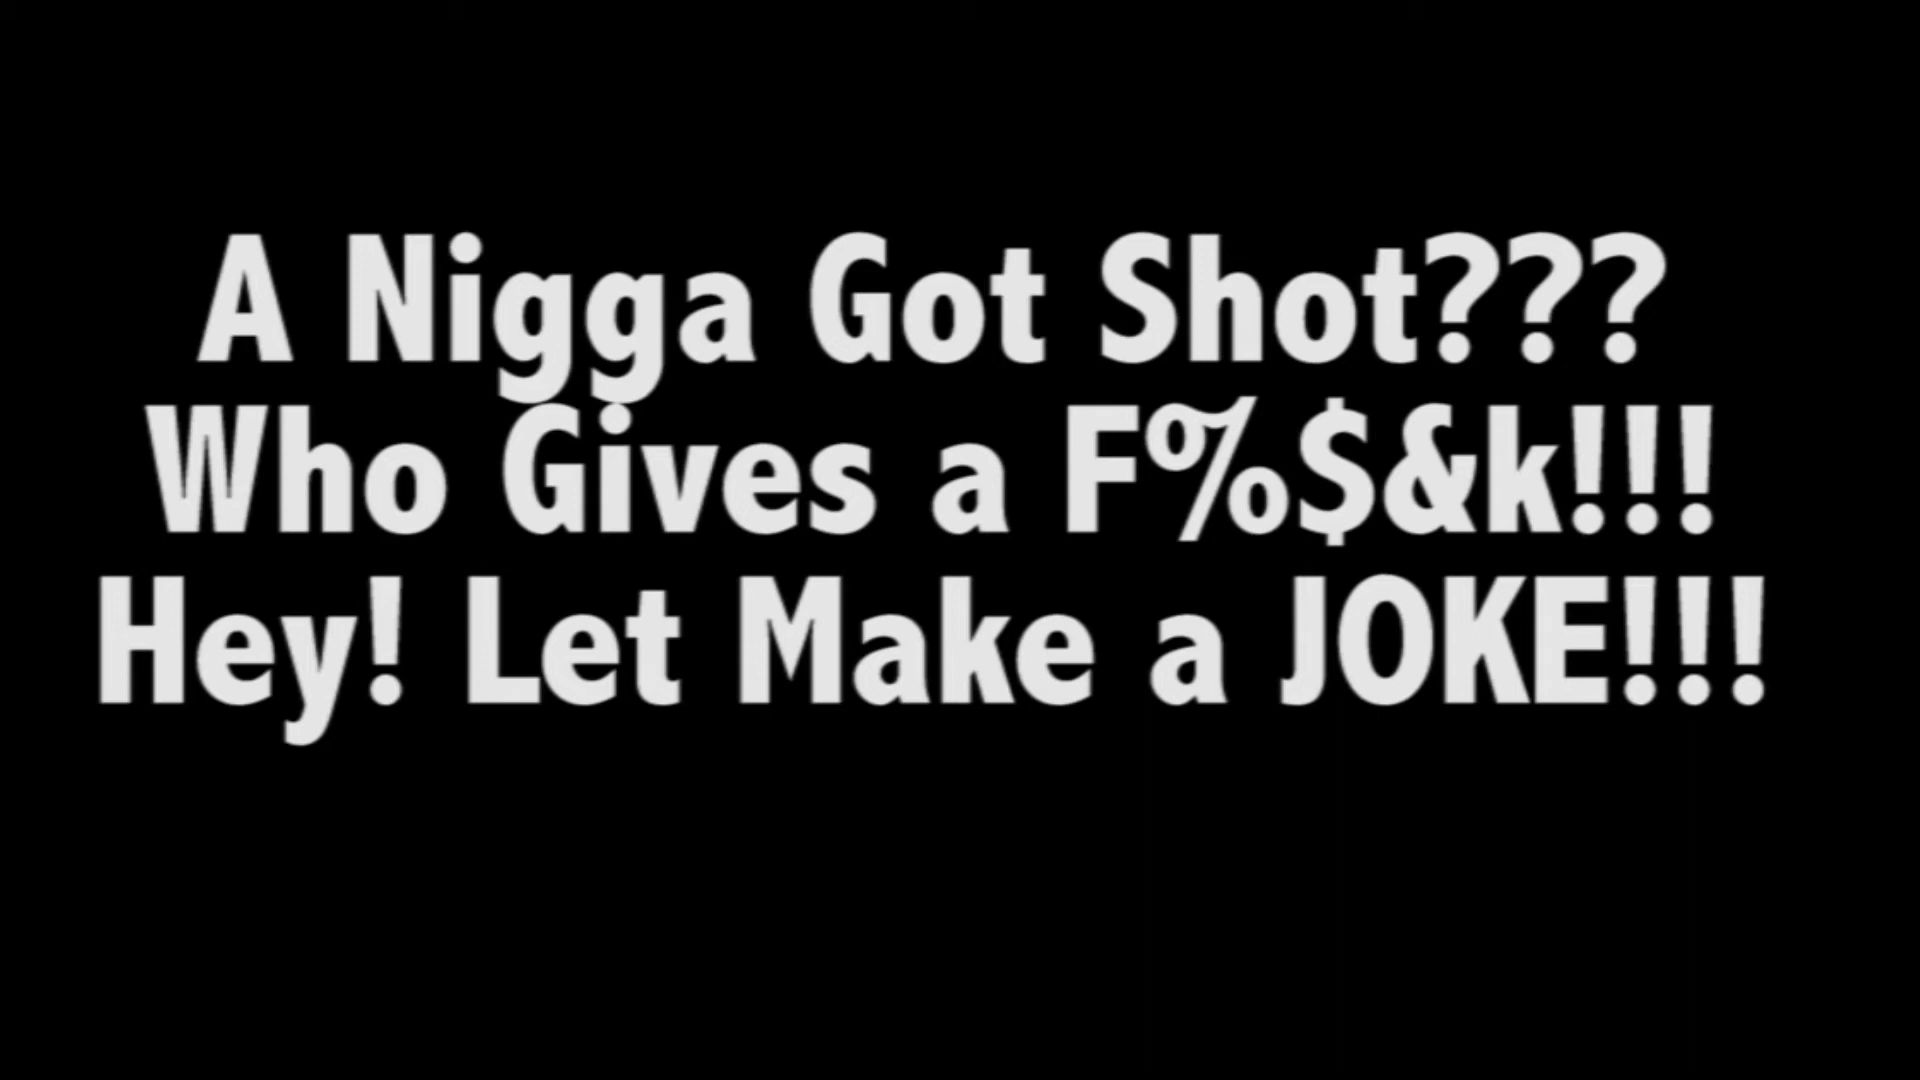 A Nigga Got Shot???
Who Gives a F%$&k!!!
Hey! Let Make a JOKE!!!